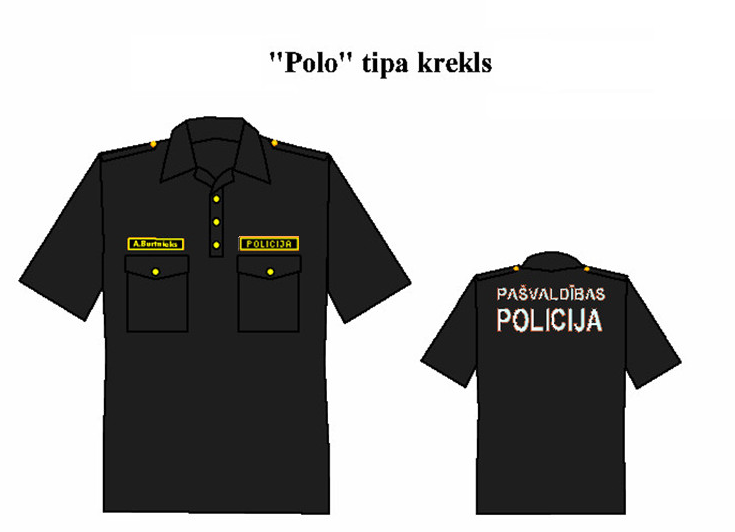 "Polo" tipa krekls
A.Bertnieks
POLICIJA
PAŠVALDĪBAS
POLICIJA